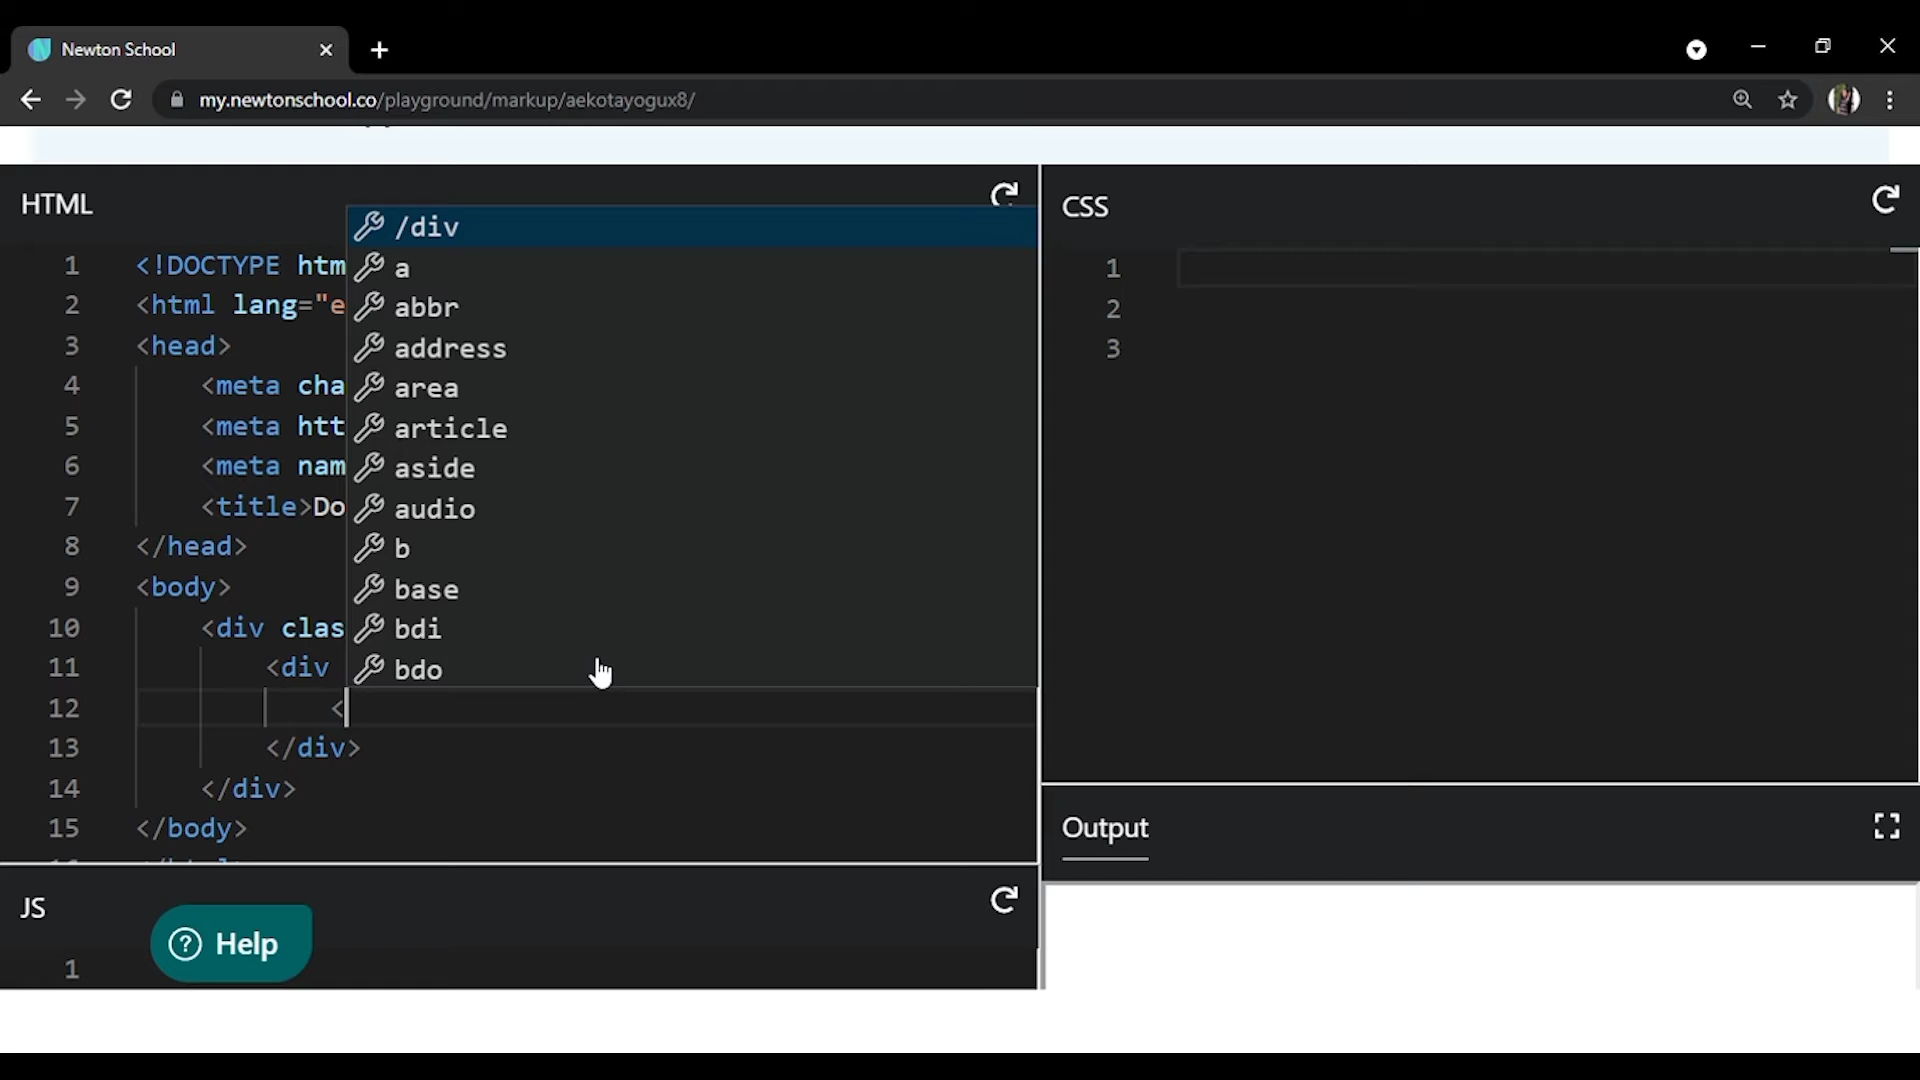 Newton School
my.newtonschool.co/playground/markup/aekotayogux8/
HTML
1 <!DOCTYPE htm
2 <html lang="e
3 <head>
4 <meta cha
5 <meta htt
6 <meta nam
7 <title>Do
8 </head>
9 <body>
10 <div clas
11 <div
12 <
13 </div>
14 </div>
15 </body>
/div
a
abbr
address
area
article
aside
audio
b
base
bdi
bdo
JS
1
Help
CSS
1
2
3
Output